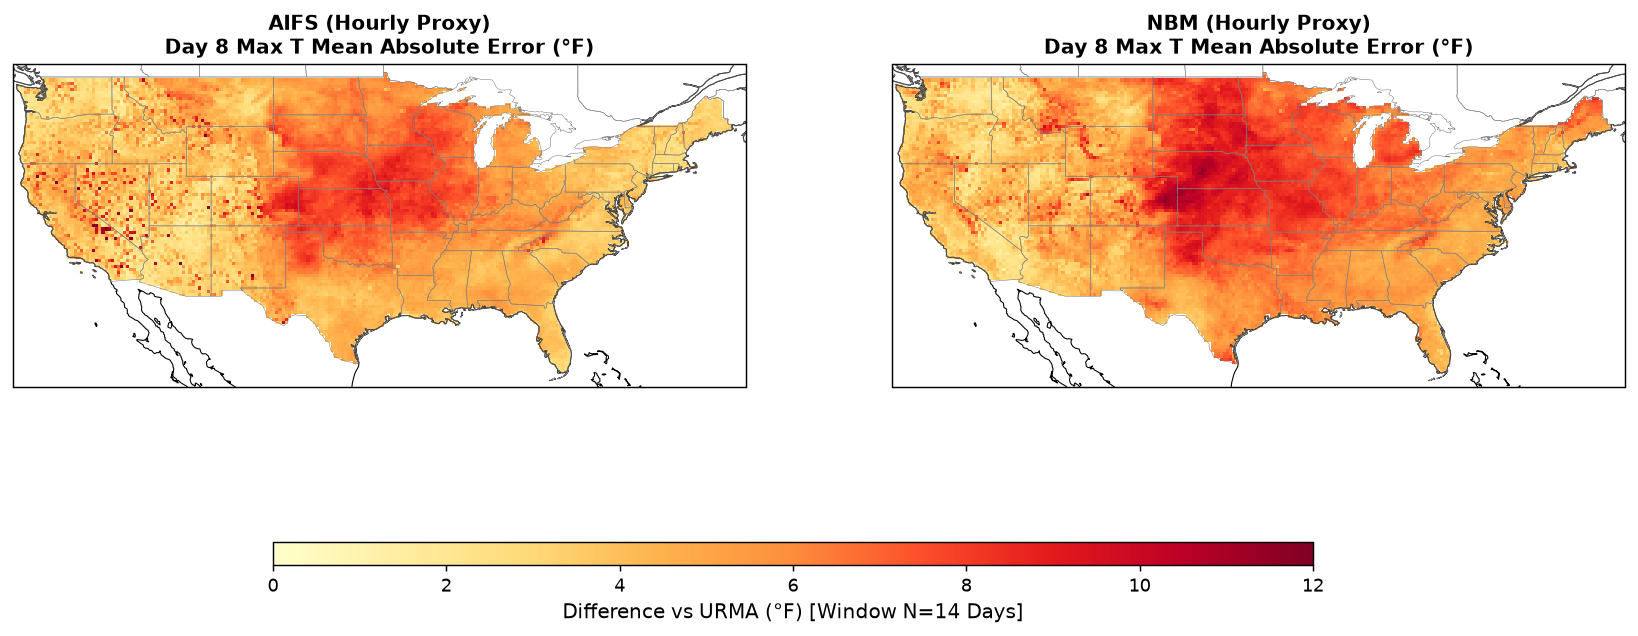 AIFS (Hourly Proxy)
Day 8 Max T Mean Absolute Error (°F)
NBM (Hourly Proxy)
Day 8 Max T Mean Absolute Error (°F)
0 2 4 6 8 10 12
Difference vs URMA (°F) [Window N=14 Days]